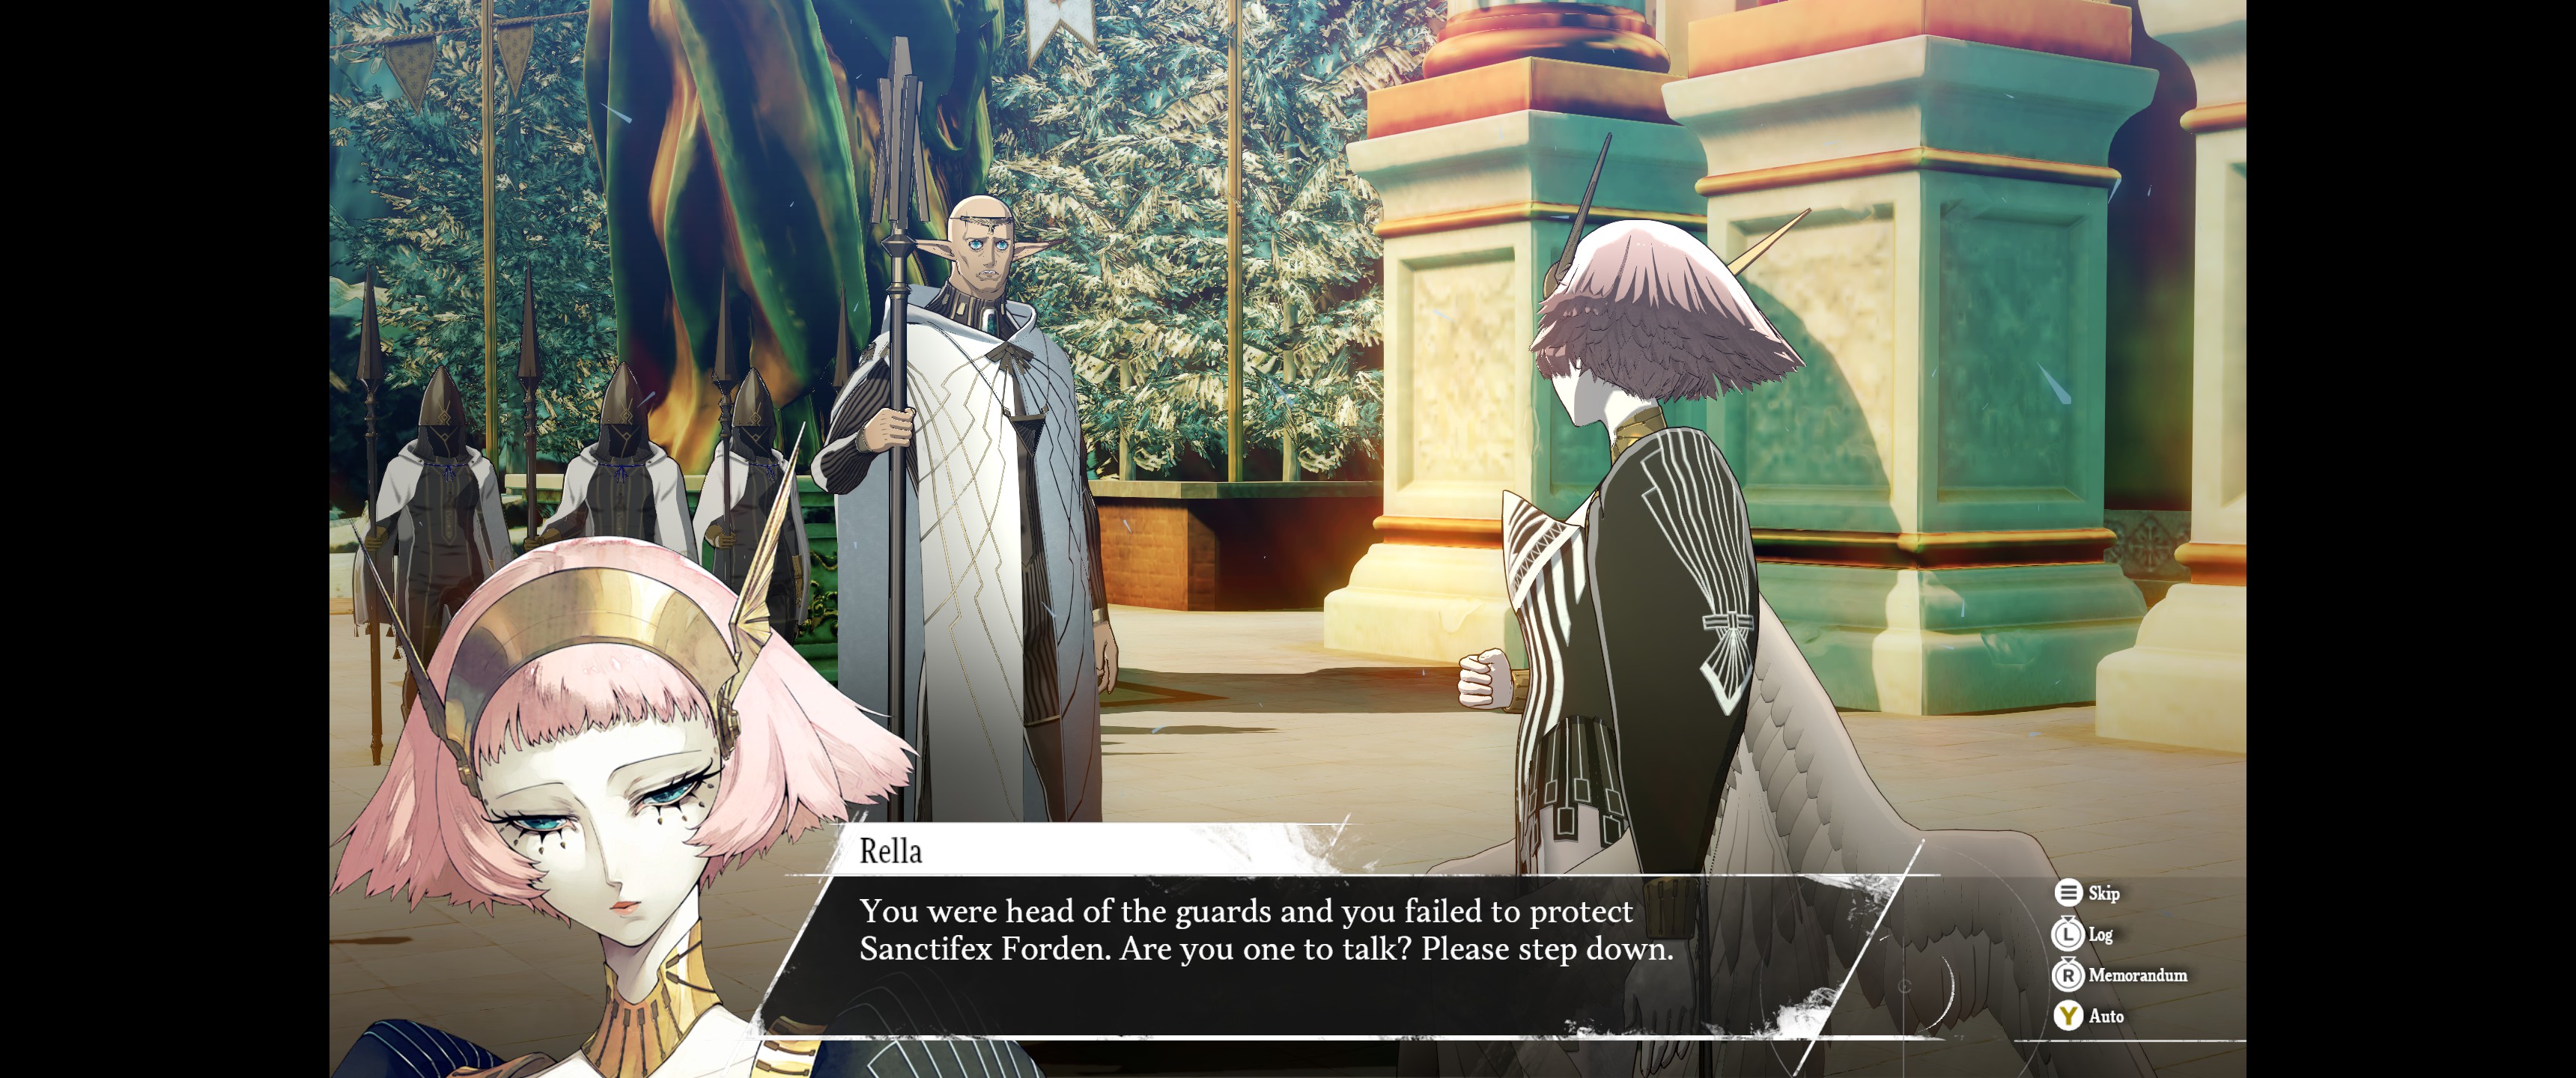 Rella
You were head of the guards and you failed to protect
Sanctifex Forden. Are you one to talk? Please step down.
Skip
L Log
R Memorandum
Y Auto